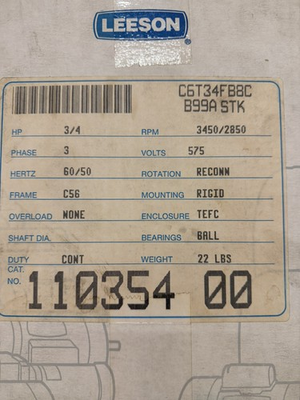 LEESON
C6T34FB8C
B99A STK
HP 3/4 RPM 3450/2850
PHASE 3 VOLTS 575
HERTZ 60/50 ROTATION RECONN
FRAME C56 MOUNTING RIGID
OVERLOAD NONE ENCLOSURE TEFC
SHAFT DIA. BEARINGS BALL
DUTY CONT WEIGHT 22 LBS
CAT.
NO. 110354 00